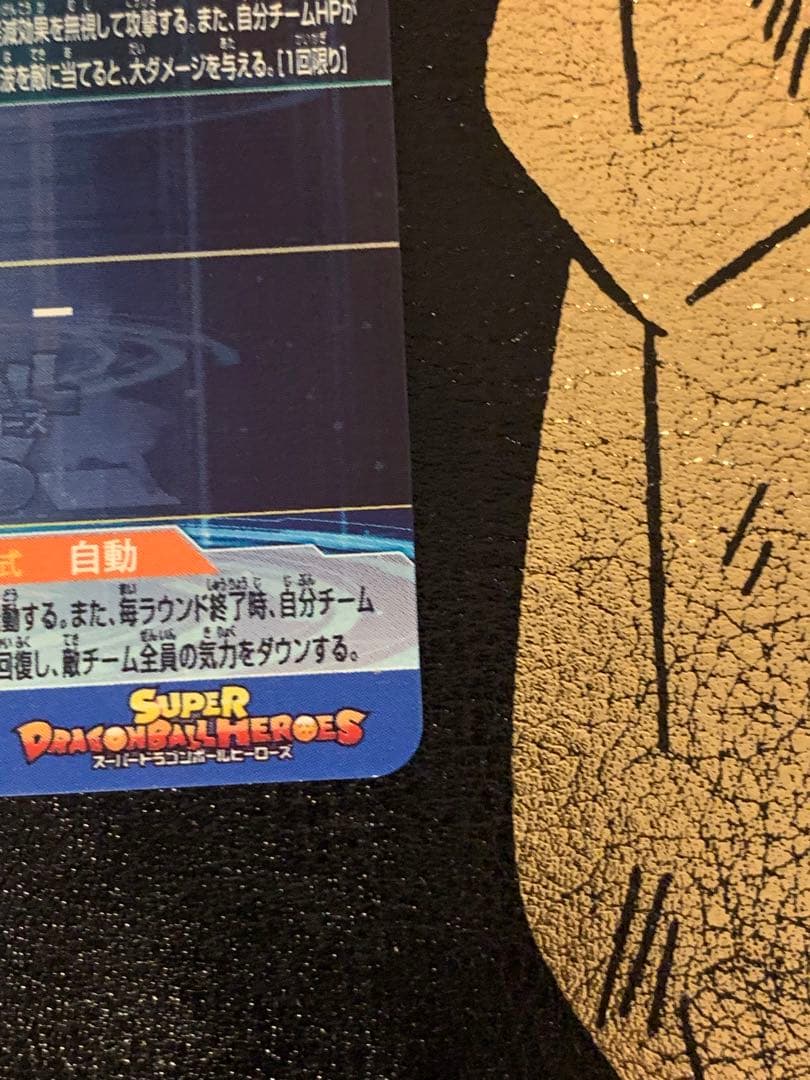 減効果を無視して攻撃する。また、自分チームHPが
波を敵に当てると、大ダメージを与える。[1回限り]
ー
ーズ
式 自動
動する。また、毎ラウンド終了時、自分チーム
回復し、敵チーム全員の気力をダウンする。
SUPER
DRAGONBALL HEROES
スーパードラゴンボールヒーローズ